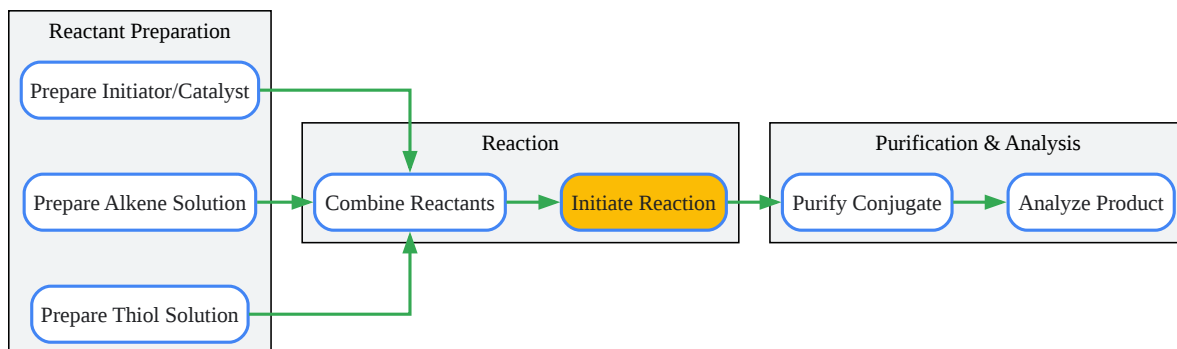 Reactant Preparation
Prepare Initiator/Catalyst
Prepare Alkene Solution
Prepare Thiol Solution
Reaction
Combine Reactants
Initiate Reaction
Purification & Analysis
Purify Conjugate
Analyze Product